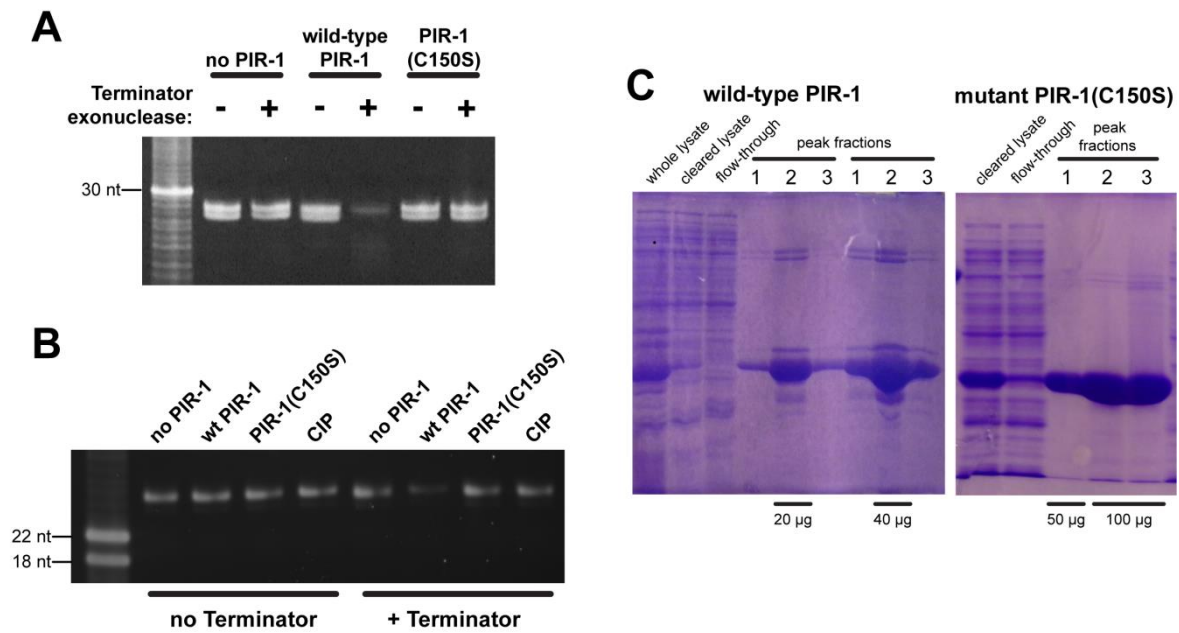 A
no PIR-1
wild-type
PIR-1
PIR-1
(C150S)
Terminator
exonuclease:
- + - + - +
30 nt
B
no PIR-1
wt PIR-1
PIR-1(C150S)
CIP
no PIR-1
wt PIR-1
PIR-1(C150S)
CIP
22 nt
18 nt
no Terminator
+ Terminator
C
wild-type PIR-1
whole lysate
cleared lysate
flow-through
peak fractions
1 2 3 1 2 3
20 µg
40 µg
mutant PIR-1(C150S)
cleared lysate
flow-through
peak
fractions
1 2 3
50 µg
100 µg